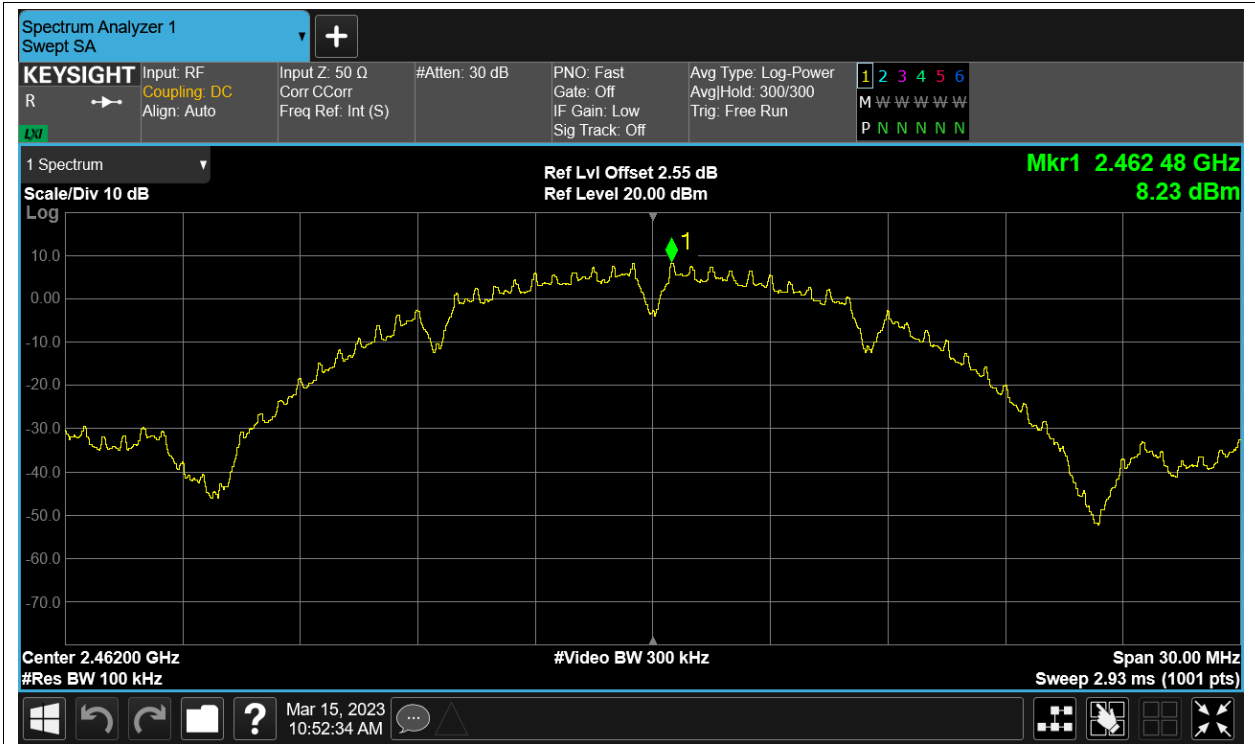 Spectrum Analyzer 1
Swept SA
KEYSIGHT
R
LXI
Input: RF
Coupling: DC
Align: Auto
Input Z: 50 Ω
Corr CCorr
Freq Ref: Int (S)
#Atten: 30 dB
PNO: Fast
Gate: Off
IF Gain: Low
Sig Track: Off
Avg Type: Log-Power
Avg|Hold: 300/300
Trig: Free Run
1 2 3 4 5 6
M W W W W W
P N N N N N
1 Spectrum
Scale/Div 10 dB
Log
Ref Lvl Offset 2.55 dB
Ref Level 20.00 dBm
Mkr1 2.462 48 GHz
8.23 dBm
1
10.0
0.00
-10.0
-20.0
-30.0
-40.0
-50.0
-60.0
-70.0
Center 2.46200 GHz
#Res BW 100 kHz
#Video BW 300 kHz
Span 30.00 MHz
Sweep 2.93 ms (1001 pts)
?
Mar 15, 2023
10:52:34 AM